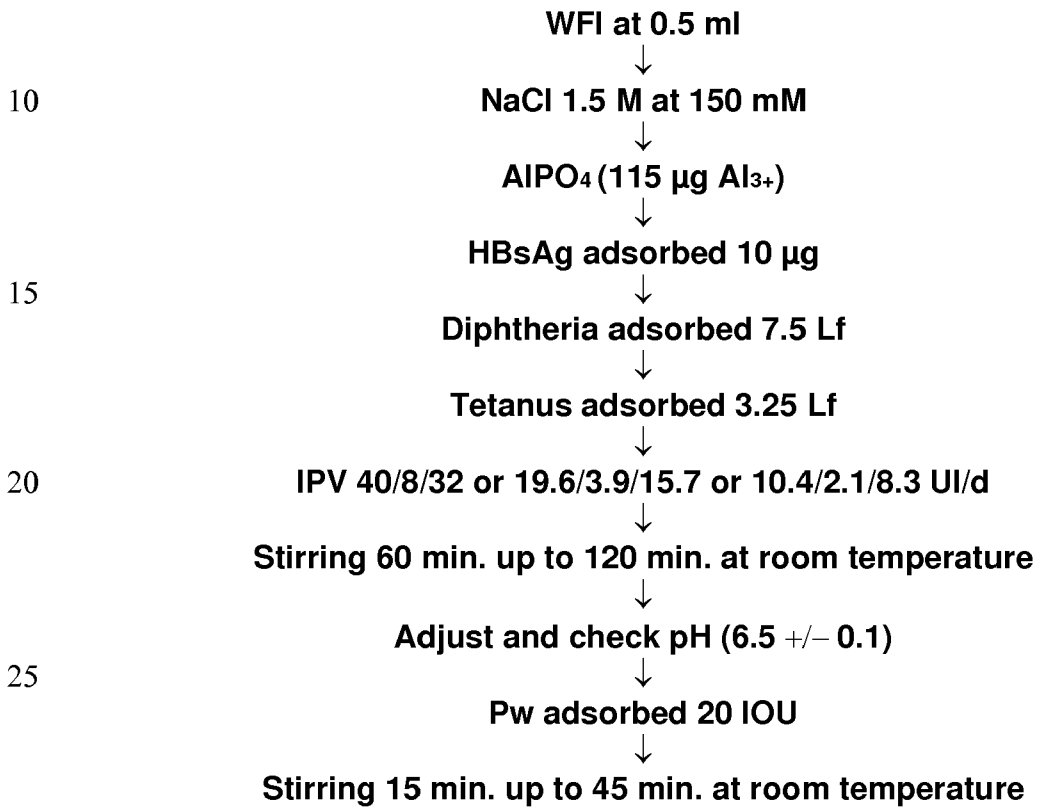 WFI at 0.5 ml
↓
10 NaCl 1.5 M at 150 mM
↓
AlPO4 (115 µg Al3+)
↓
HBsAg adsorbed 10 µg
15 ↓
Diphtheria adsorbed 7.5 Lf
↓
Tetanus adsorbed 3.25 Lf
↓
20 IPV 40/8/32 or 19.6/3.9/15.7 or 10.4/2.1/8.3 UI/d
↓
Stirring 60 min. up to 120 min. at room temperature
↓
Adjust and check pH (6.5 +/– 0.1)
25 ↓
Pw adsorbed 20 IOU
↓
Stirring 15 min. up to 45 min. at room temperature